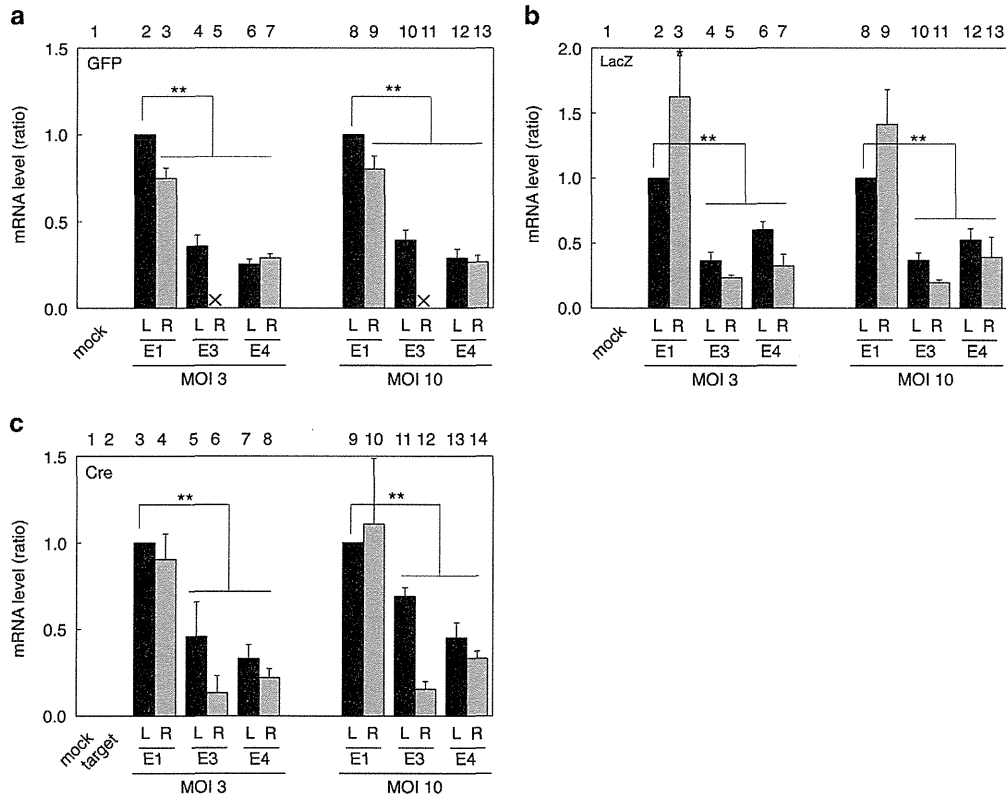 a
1 2 3 4 5 6 7 8 9 10 11 12 13
GFP
** **
mRNA level (ratio)
1.5
1.0
0.5
0.0
× ×
mock
L R L R L R L R L R L R
E1 E3 E4 E1 E3 E4
MOI 3 MOI 10
b
1 2 3 4 5 6 7 8 9 10 11 12 13
LacZ
*
** **
mRNA level (ratio)
2.0
1.5
1.0
0.5
0.0
mock
L R L R L R L R L R L R
E1 E3 E4 E1 E3 E4
MOI 3 MOI 10
c
1 2 3 4 5 6 7 8 9 10 11 12 13 14
Cre
** **
mRNA level (ratio)
1.5
1.0
0.5
0.0
mock
target
L R L R L R L R L R L R
E1 E3 E4 E1 E3 E4
MOI 3 MOI 10